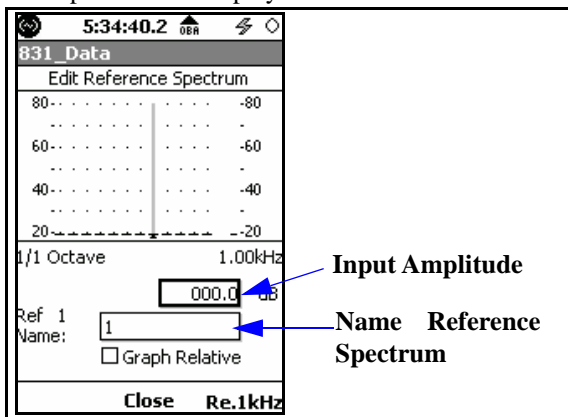 5:34:40.2 OBA
831_Data
Edit Reference Spectrum
80 -80
60 -60
40 -40
20 -20
1/1 Octave 1.00kHz
000.0 dB
Input Amplitude
Ref 1
Name: 1
Name Reference
Spectrum
Graph Relative
Close Re.1kHz